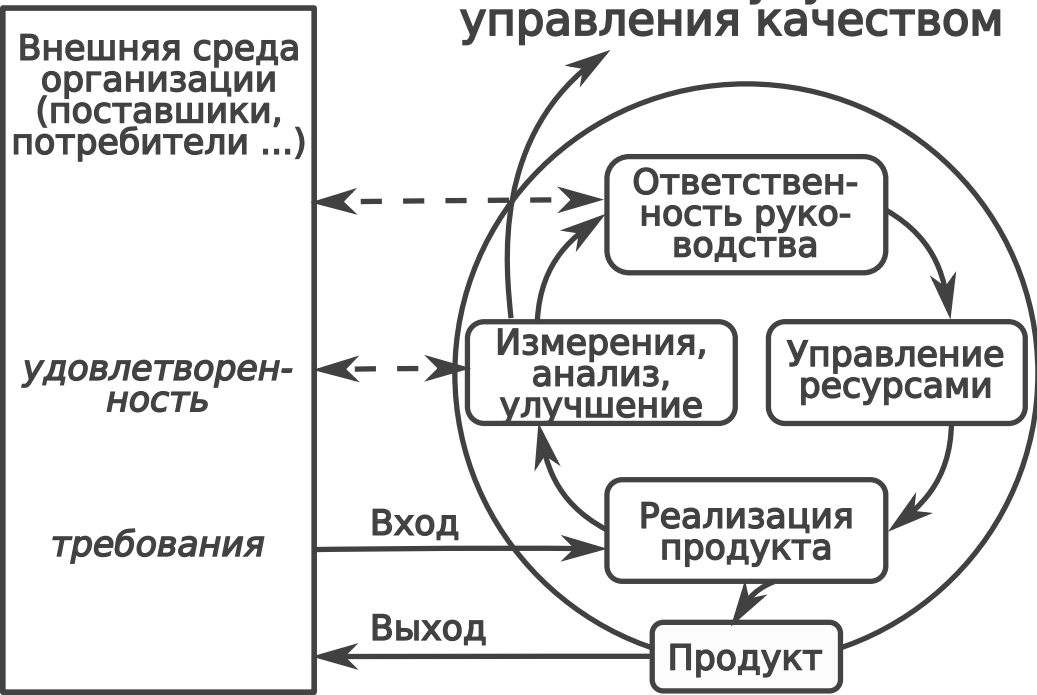 управления качеством
Внешняя среда
организации
(поставшики,
потребители ...)
Ответствен-
ность руко-
водства
Измерения,
анализ,
улучшение
Управление
ресурсами
удовлетворен-
ность
Вход
Реализация
продукта
требования
Выход
Продукт